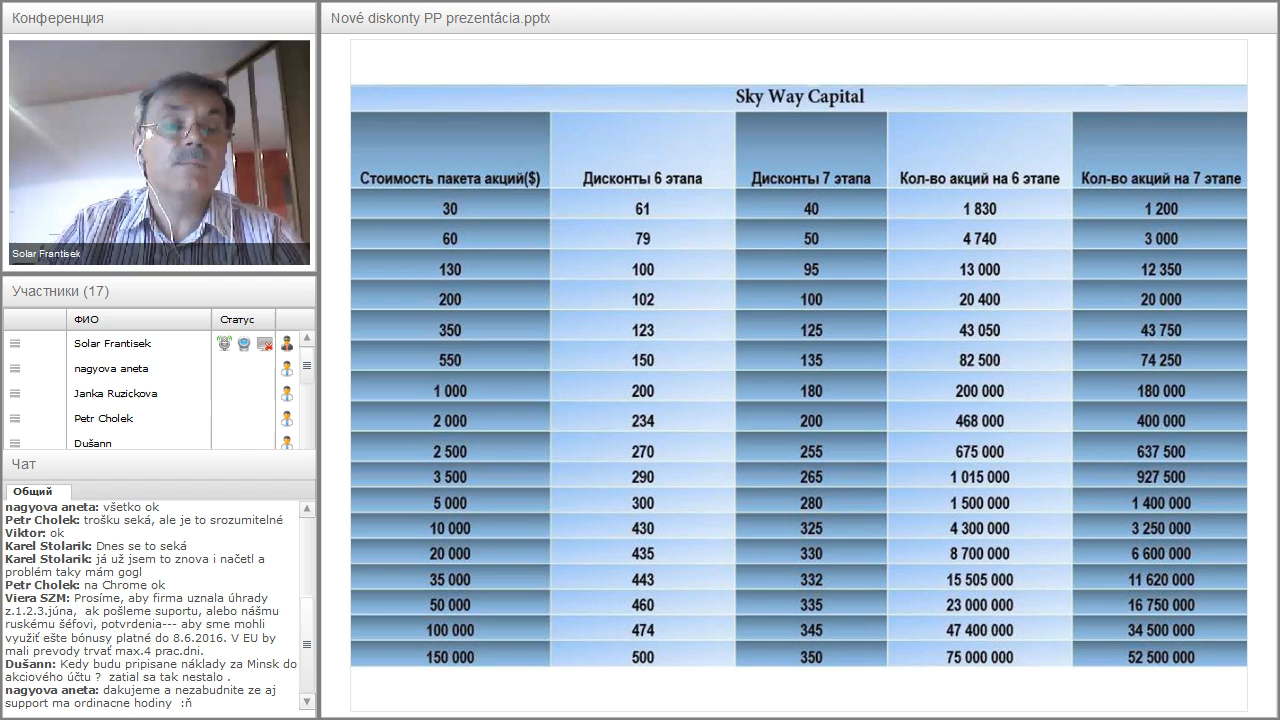 Конференция
Solar Frantisek
Участники (17)
ФИО Статус
Solar Frantisek
nagyova aneta
Janka Ruzickova
Petr Cholek
Dušann
Чат
Общий
nagyova aneta: všetko ok
Petr Cholek: trošku seká, ale je to srozumitelné
Viktor: ok
Karel Stolarik: Dnes se to seká
Karel Stolarik: já už jsem to znova i načetl a
problém taky mám gogl
Petr Cholek: na Chrome ok
Viera SZM: Prosíme, aby firma uznala úhrady
z.1.2.3.júna, ak pošleme suportu, alebo nášmu
ruskému šéfovi, potvrdenia--- aby sme mohli
využiť ešte bónusy platné do 8.6.2016. V EU by
mali prevody trvať max.4 prac.dni.
Dušann: Kedy budu pripisane náklady za Minsk do
akciového účtu ? zatial sa tak nestalo .
nagyova aneta: dakujeme a nezabudnite ze aj
support ma ordinacne hodiny :ň
Nové diskonty PP prezentácia.pptx
Sky Way Capital
Стоимость пакета акций($) Дисконты 6 этапа Дисконты 7 этапа Кол-во акций на 6 этапе Кол-во акций на 7 этапе
30 61 40 1 830 1 200
60 79 50 4 740 3 000
130 100 95 13 000 12 350
200 102 100 20 400 20 000
350 123 125 43 050 43 750
550 150 135 82 500 74 250
1 000 200 180 200 000 180 000
2 000 234 200 468 000 400 000
2 500 270 255 675 000 637 500
3 500 290 265 1 015 000 927 500
5 000 300 280 1 500 000 1 400 000
10 000 430 325 4 300 000 3 250 000
20 000 435 330 8 700 000 6 600 000
35 000 443 332 15 505 000 11 620 000
50 000 460 335 23 000 000 16 750 000
100 000 474 345 47 400 000 34 500 000
150 000 500 350 75 000 000 52 500 000